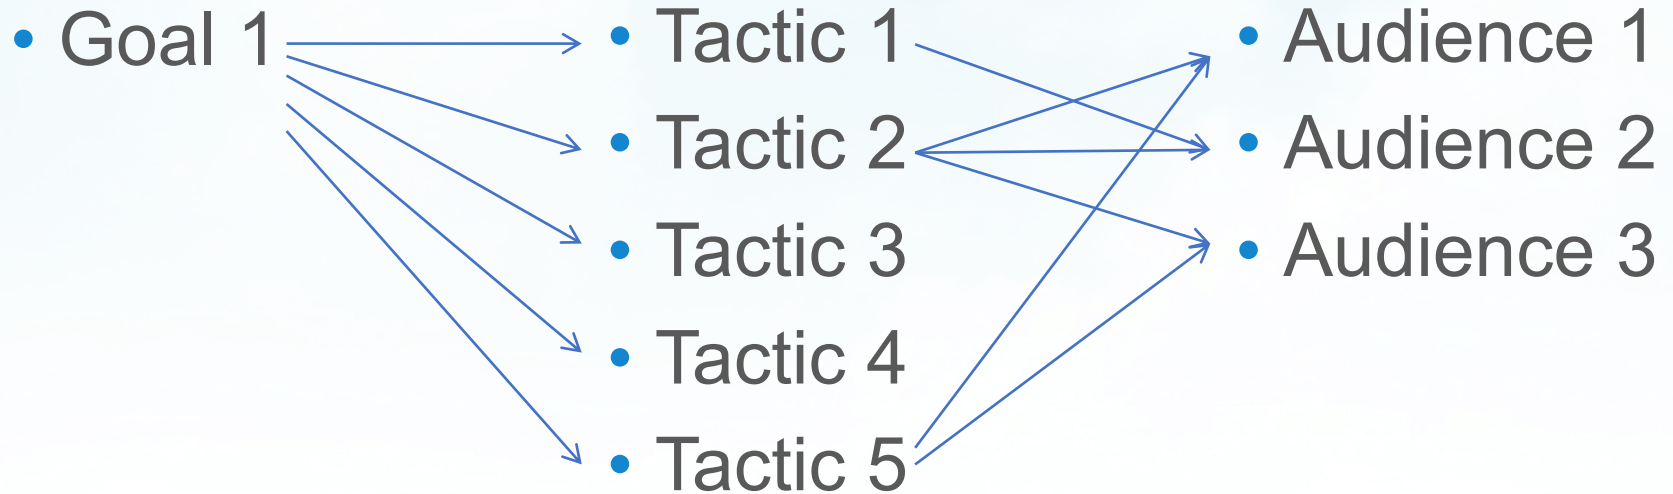 • Goal 1
• Tactic 1
• Tactic 2
• Tactic 3
• Tactic 4
• Tactic 5
• Audience 1
• Audience 2
• Audience 3